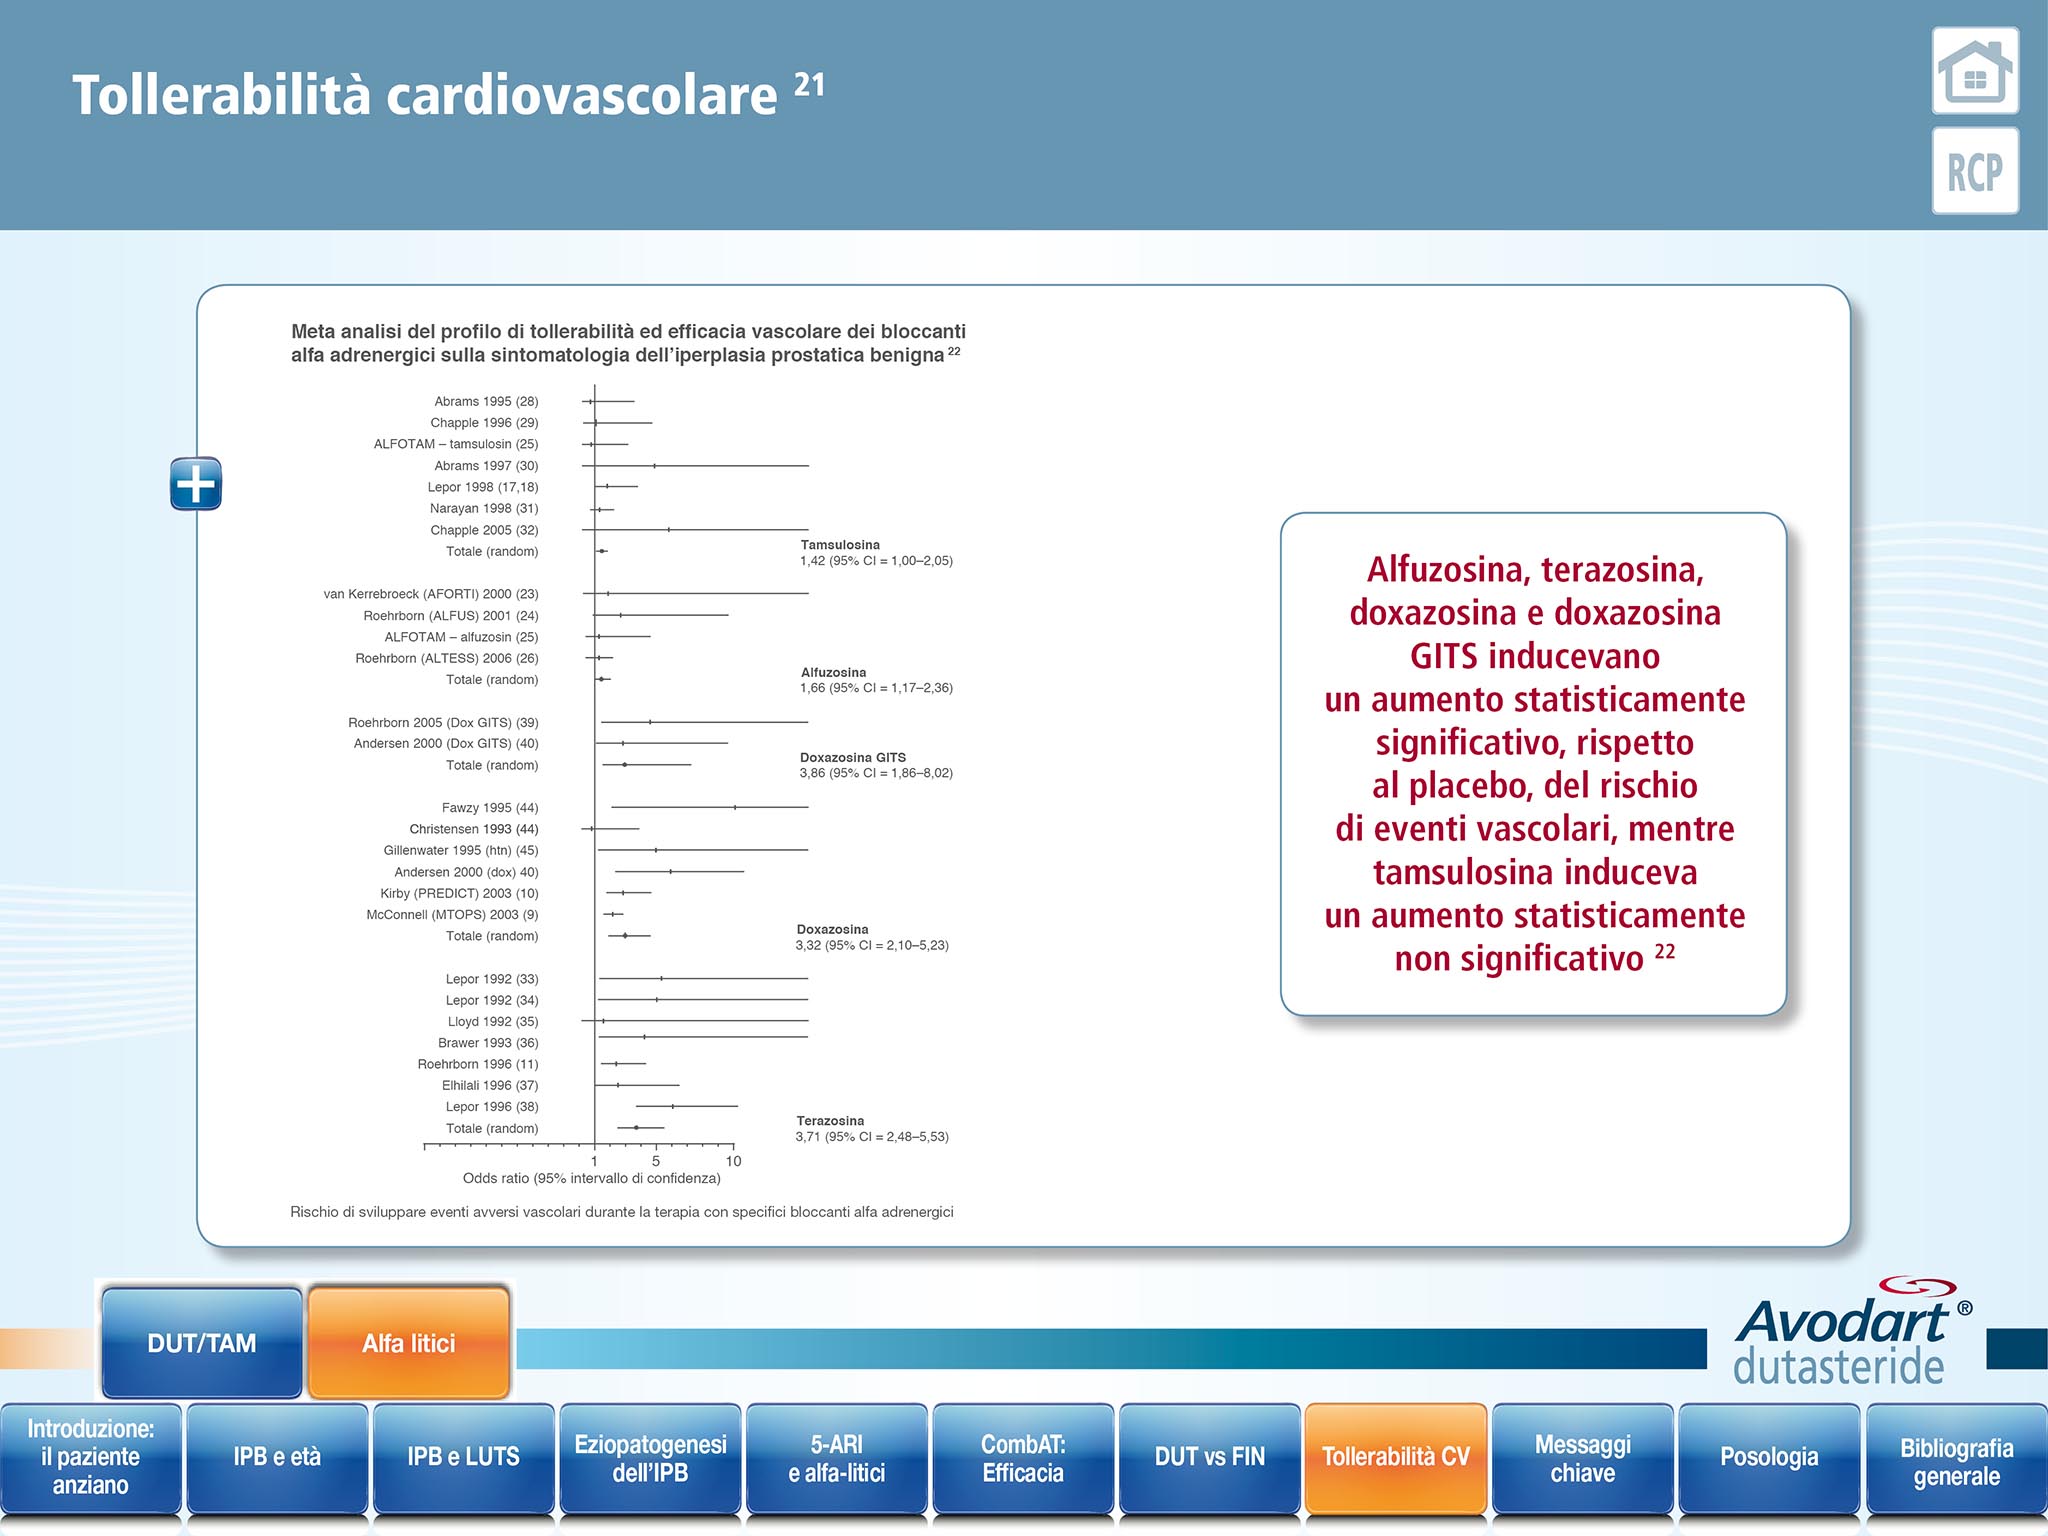 Tollerabilità cardiovascolare 21
RCP
Meta analisi del profilo di tollerabilità ed efficacia vascolare dei bloccanti
alfa adrenergici sulla sintomatologia dell'iperplasia prostatica benigna 22
Abrams 1995 (28)
Chapple 1996 (29)
ALFOTAM – tamsulosin (25)
Abrams 1997 (30)
Lepor 1998 (17,18)
Narayan 1998 (31)
Chapple 2005 (32)
Totale (random)
Tamsulosina
1,42 (95% CI = 1,00–2,05)
van Kerrebroeck (AFORTI) 2000 (23)
Roehrborn (ALFUS) 2001 (24)
ALFOTAM – alfuzosin (25)
Roehrborn (ALTESS) 2006 (26)
Totale (random)
Alfuzosina
1,66 (95% CI = 1,17–2,36)
Roehrborn 2005 (Dox GITS) (39)
Andersen 2000 (Dox GITS) (40)
Totale (random)
Doxazosina GITS
3,86 (95% CI = 1,86–8,02)
Fawzy 1995 (44)
Christensen 1993 (44)
Gillenwater 1995 (htn) (45)
Andersen 2000 (dox) 40)
Kirby (PREDICT) 2003 (10)
McConnell (MTOPS) 2003 (9)
Totale (random)
Doxazosina
3,32 (95% CI = 2,10–5,23)
Lepor 1992 (33)
Lepor 1992 (34)
Lloyd 1992 (35)
Brawer 1993 (36)
Roehrborn 1996 (11)
Elhilali 1996 (37)
Lepor 1996 (38)
Totale (random)
Terazosina
3,71 (95% CI = 2,48–5,53)
1 5 10
Odds ratio (95% intervallo di confidenza)
Rischio di sviluppare eventi avversi vascolari durante la terapia con specifici bloccanti alfa adrenergici
Alfuzosina, terazosina,
doxazosina e doxazosina
GITS inducevano
un aumento statisticamente
significativo, rispetto
al placebo, del rischio
di eventi vascolari, mentre
tamsulosina induceva
un aumento statisticamente
non significativo 22
DUT/TAM
Alfa litici
Avodart®
dutasteride
Introduzione:
il paziente
anziano
IPB e età
IPB e LUTS
Eziopatogenesi
dell'IPB
5-ARI
e alfa-litici
CombAT:
Efficacia
DUT vs FIN
Tollerabilità CV
Messaggi
chiave
Posologia
Bibliografia
generale